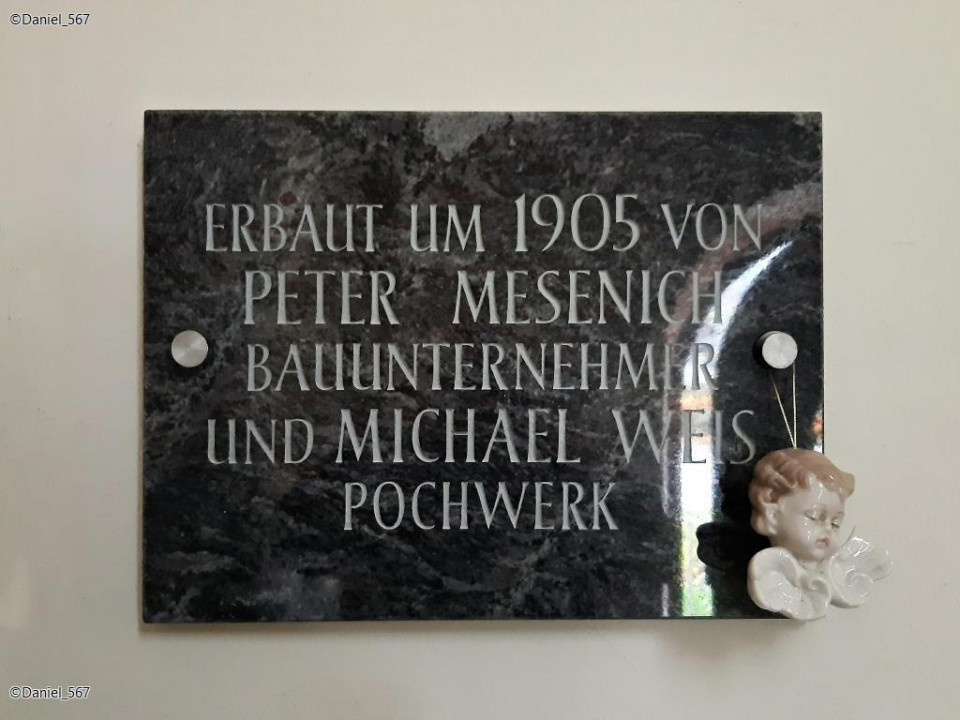 ©Daniel_567
ERBAUT UM 1905 VON
PETER MESENICH
BAUUNTERNEHMER
UND MICHAEL WEIS
POCHWERK
©Daniel_567